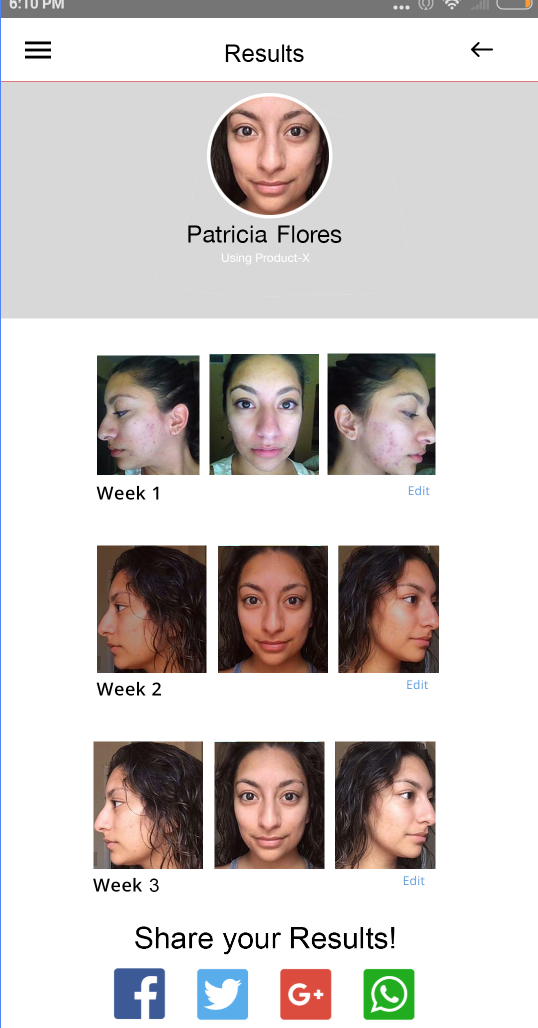 6:10 PM
Results
Patricia Flores
Using Product-X
Week 1
Edit
Week 2
Edit
Week 3
Edit
Share your Results!
f
G+